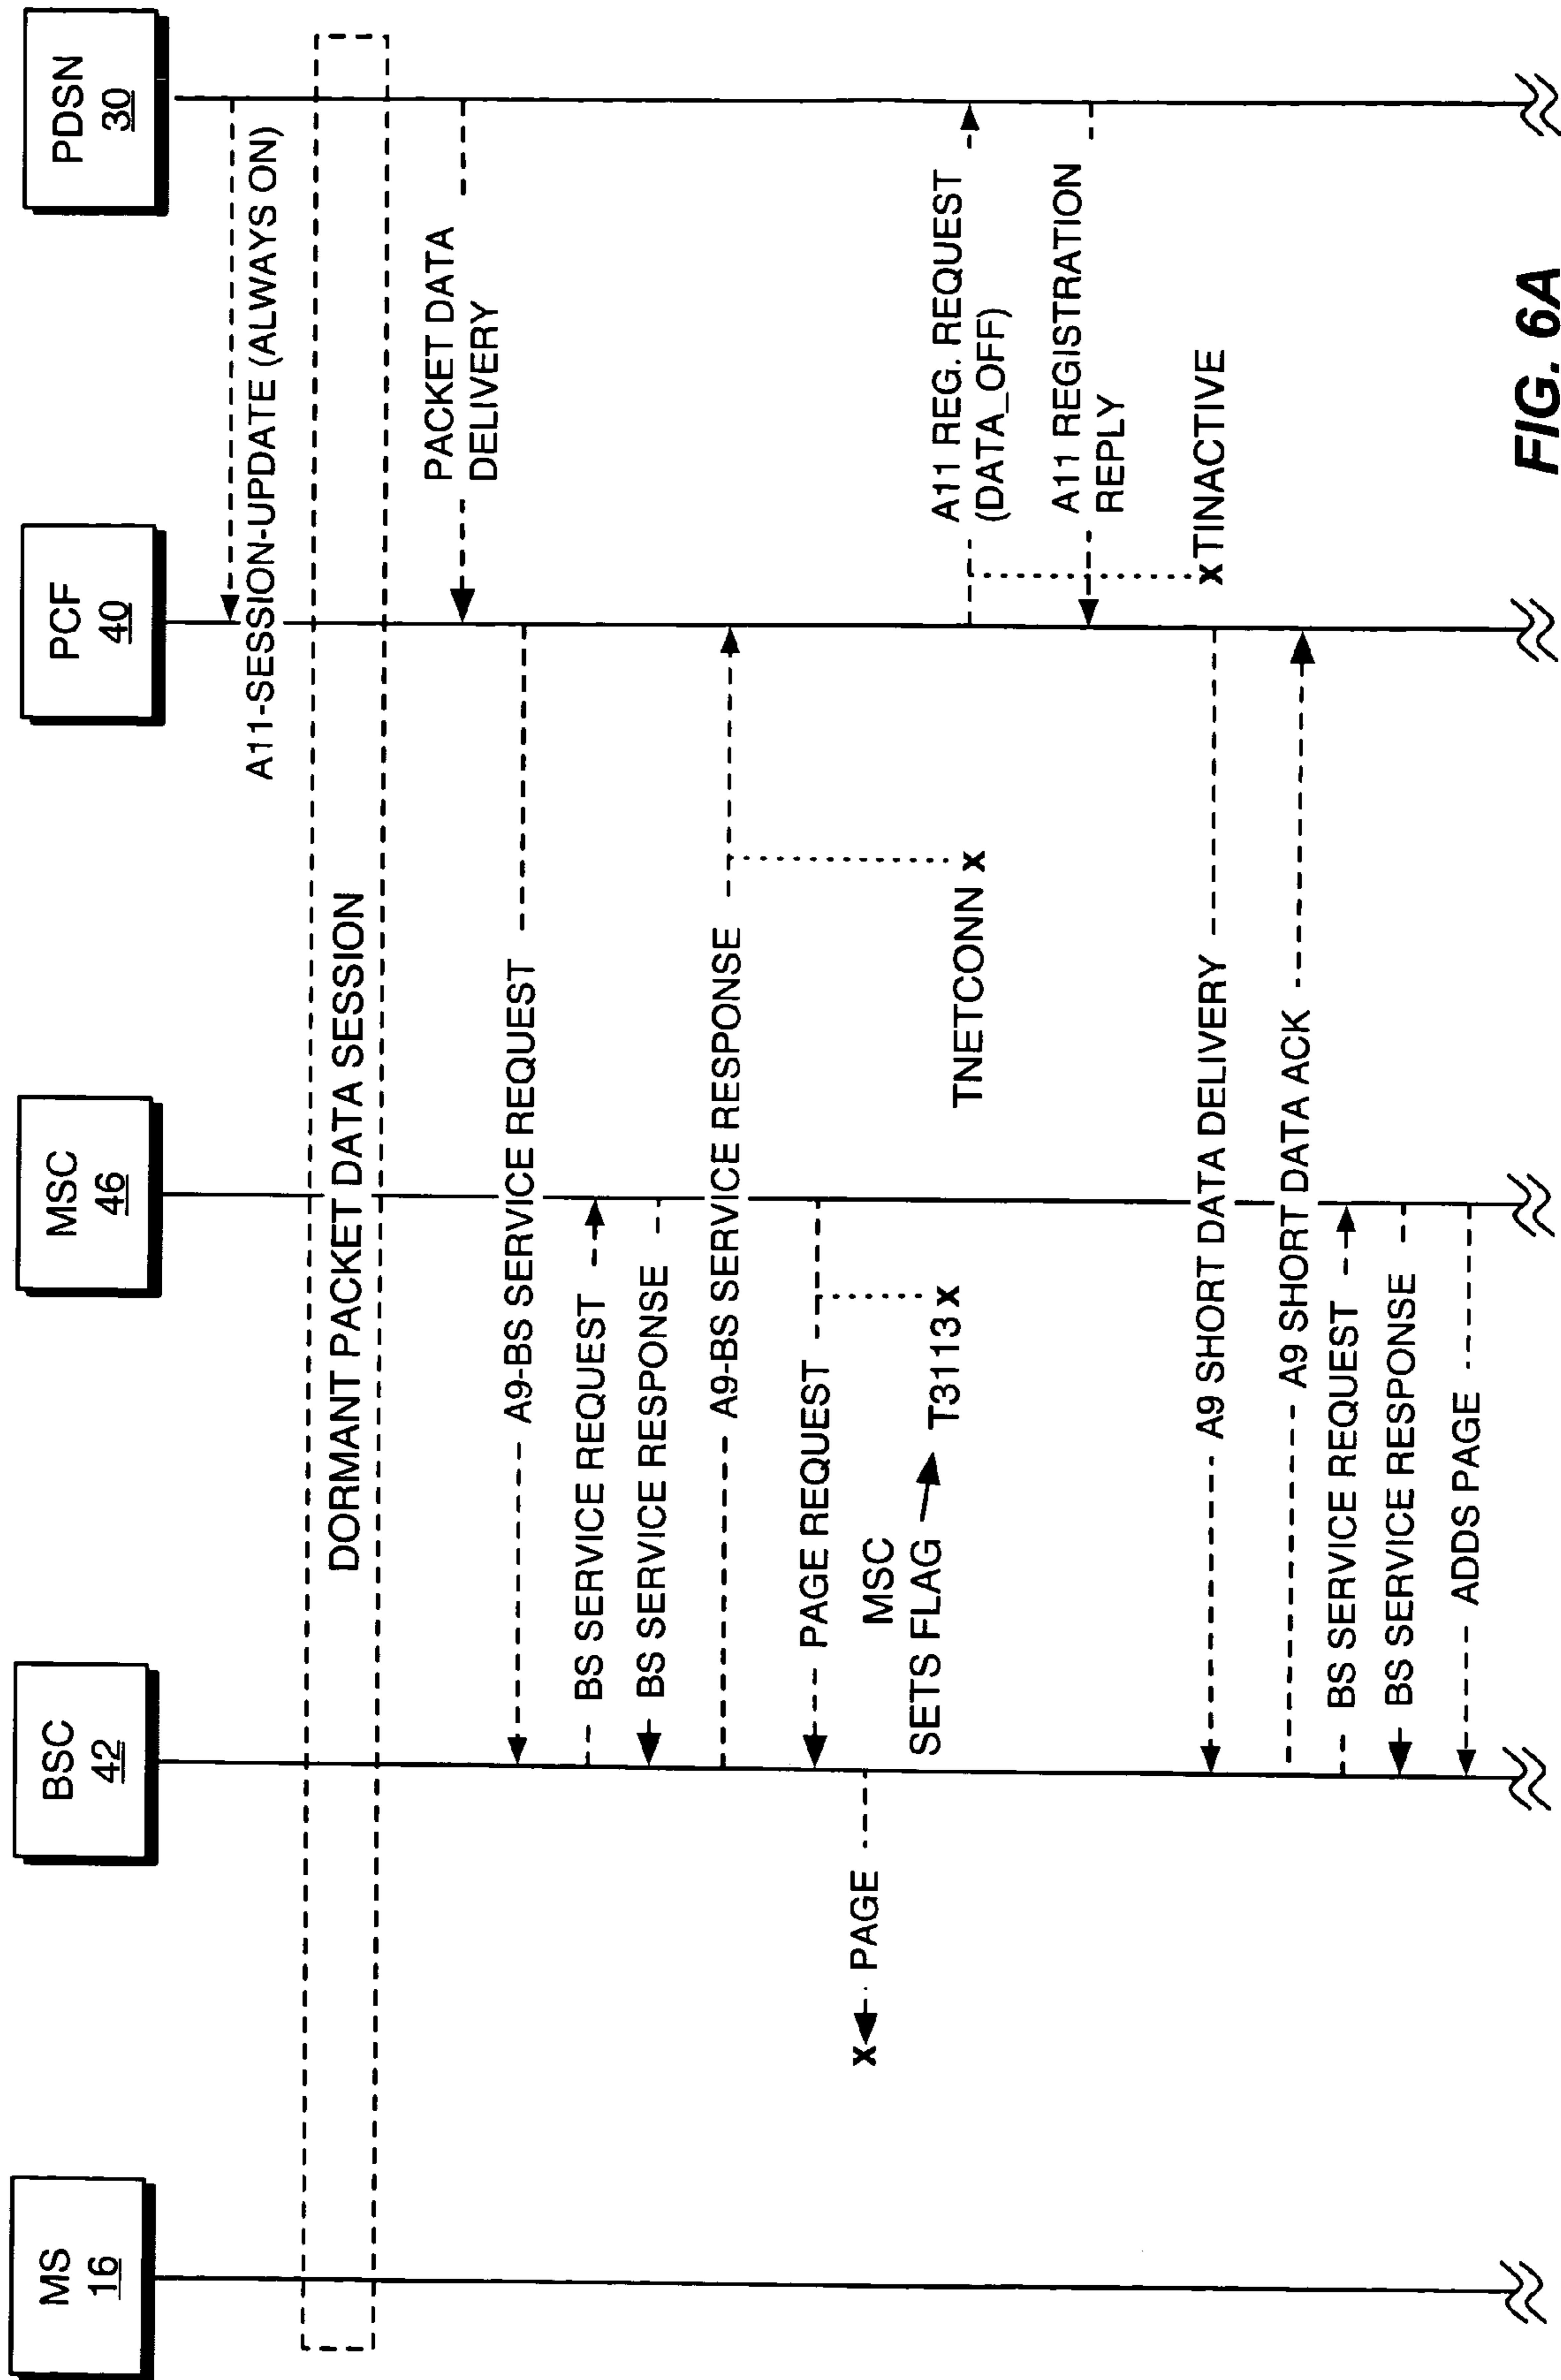 MS
16
BSC
42
MSC
46
PCF
40
PDSN
30
A11-SESSION-UPDATE (ALWAYS ON)
DORMANT PACKET DATA SESSION
PACKET DATA
DELIVERY
A9-BS SERVICE REQUEST
BS SERVICE REQUEST
BS SERVICE RESPONSE
A9-BS SERVICE RESPONSE
PAGE REQUEST
PAGE
x
MSC
SETS FLAG
T3113 x
TNETCONN x
A11 REG. REQUEST
(DATA_OFF)
A11 REGISTRATION
REPLY
x TINACTIVE
A9 SHORT DATA DELIVERY
A9 SHORT DATA ACK
BS SERVICE REQUEST
BS SERVICE RESPONSE
ADDS PAGE
FIG. 6A